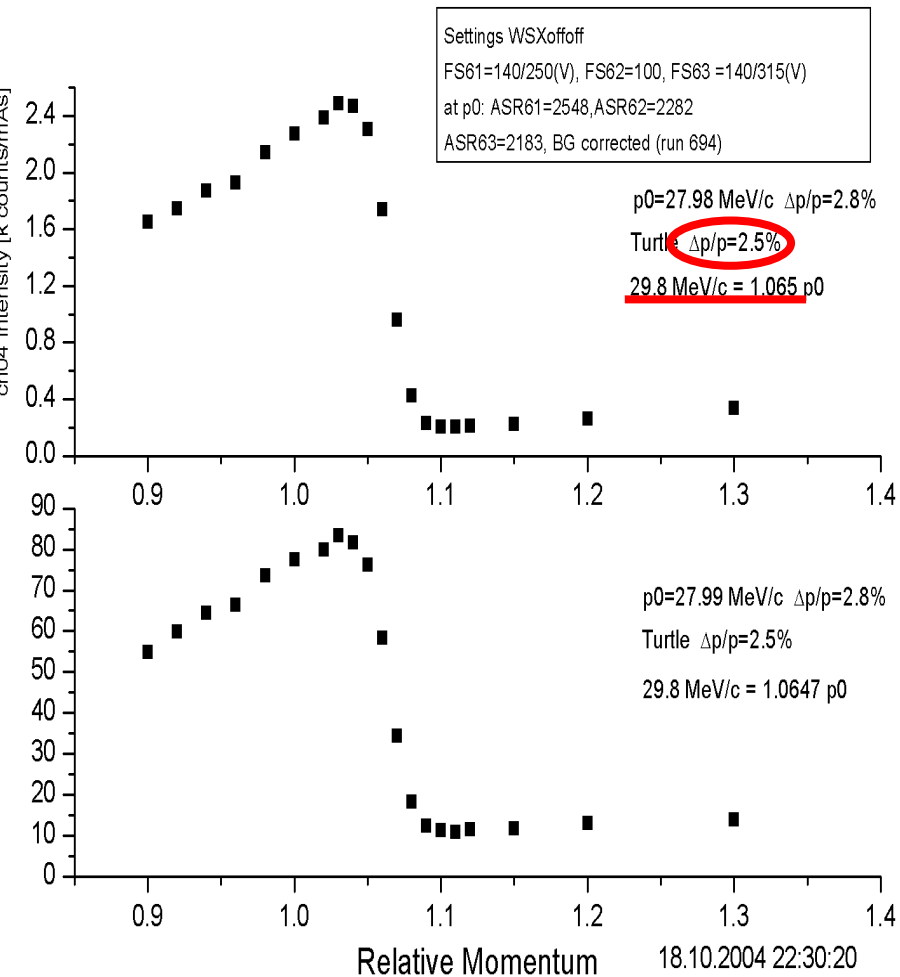 Settings WSXoffoff
FS61=140/250(V), FS62=100, FS63 =140/315(V)
at p0: ASR61=2548,ASR62=2282
ASR63=2183, BG corrected (run 694)
p0=27.98 MeV/c Δp/p=2.8%
Turtle Δp/p=2.5%
29.8 MeV/c = 1.065 p0
ch04 Intensity [k counts/mAs]
2.4
2.0
1.6
1.2
0.8
0.4
0.0
0.9 1.0 1.1 1.2 1.3 1.4
90
80
70
60
50
40
30
20
10
0
p0=27.99 MeV/c Δp/p=2.8%
Turtle Δp/p=2.5%
29.8 MeV/c = 1.0647 p0
0.9 1.0 1.1 1.2 1.3 1.4
Relative Momentum
18.10.2004 22:30:20